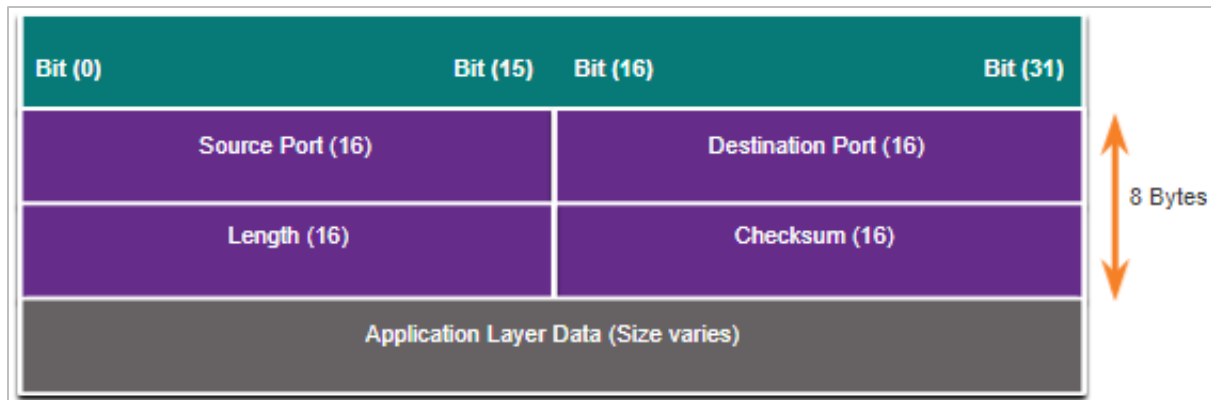 Bit (0) Bit (15) Bit (16) Bit (31)
Source Port (16) Destination Port (16)
8 Bytes
Length (16) Checksum (16)
Application Layer Data (Size varies)